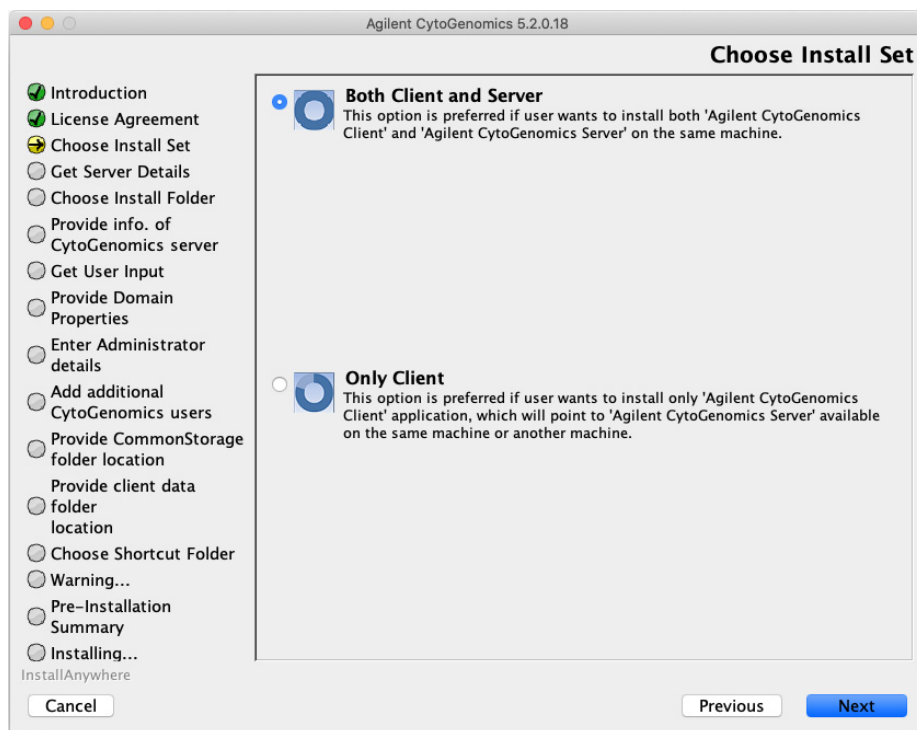 Agilent CytoGenomics 5.2.0.18
Choose Install Set
Introduction
License Agreement
Choose Install Set
Get Server Details
Choose Install Folder
Provide info. of
CytoGenomics server
Get User Input
Provide Domain
Properties
Enter Administrator
details
Add additional
CytoGenomics users
Provide CommonStorage
folder location
Provide client data
folder
location
Choose Shortcut Folder
Warning...
Pre-Installation
Summary
Installing...
Both Client and Server
This option is preferred if user wants to install both 'Agilent CytoGenomics
Client' and 'Agilent CytoGenomics Server' on the same machine.
Only Client
This option is preferred if user wants to install only 'Agilent CytoGenomics
Client' application, which will point to 'Agilent CytoGenomics Server' available
on the same machine or another machine.
InstallAnywhere
Cancel
Previous
Next